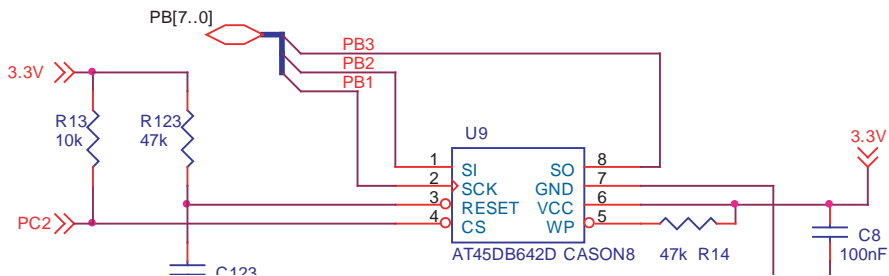 PB[7..0]
PB3
PB2
PB1
3.3V
R13
10k
R123
47k
U9
3.3V
1 SI SO 8
2 SCK GND 7
3 RESET VCC 6
4 CS WP 5
PC2
47k R14
C8
100nF
AT45DB642D CASON8
C123